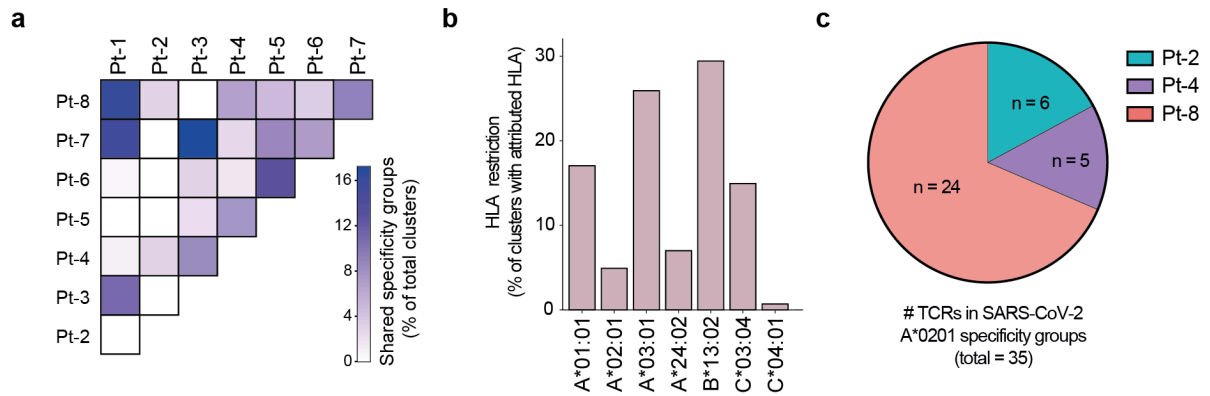 a
Pt-1
Pt-2
Pt-3
Pt-4
Pt-5
Pt-6
Pt-7
Pt-8
Pt-7
Pt-6
Pt-5
Pt-4
Pt-3
Pt-2
16
12
8
4
0
Shared specificity groups
(% of total clusters)
b
HLA restriction
(% of clusters with attributed HLA)
30
20
10
0
A*01:01
A*02:01
A*03:01
A*24:02
B*13:02
C*03:04
C*04:01
c
n = 6
n = 5
n = 24
Pt-2
Pt-4
Pt-8
# TCRs in SARS-CoV-2
A*0201 specificity groups
(total = 35)